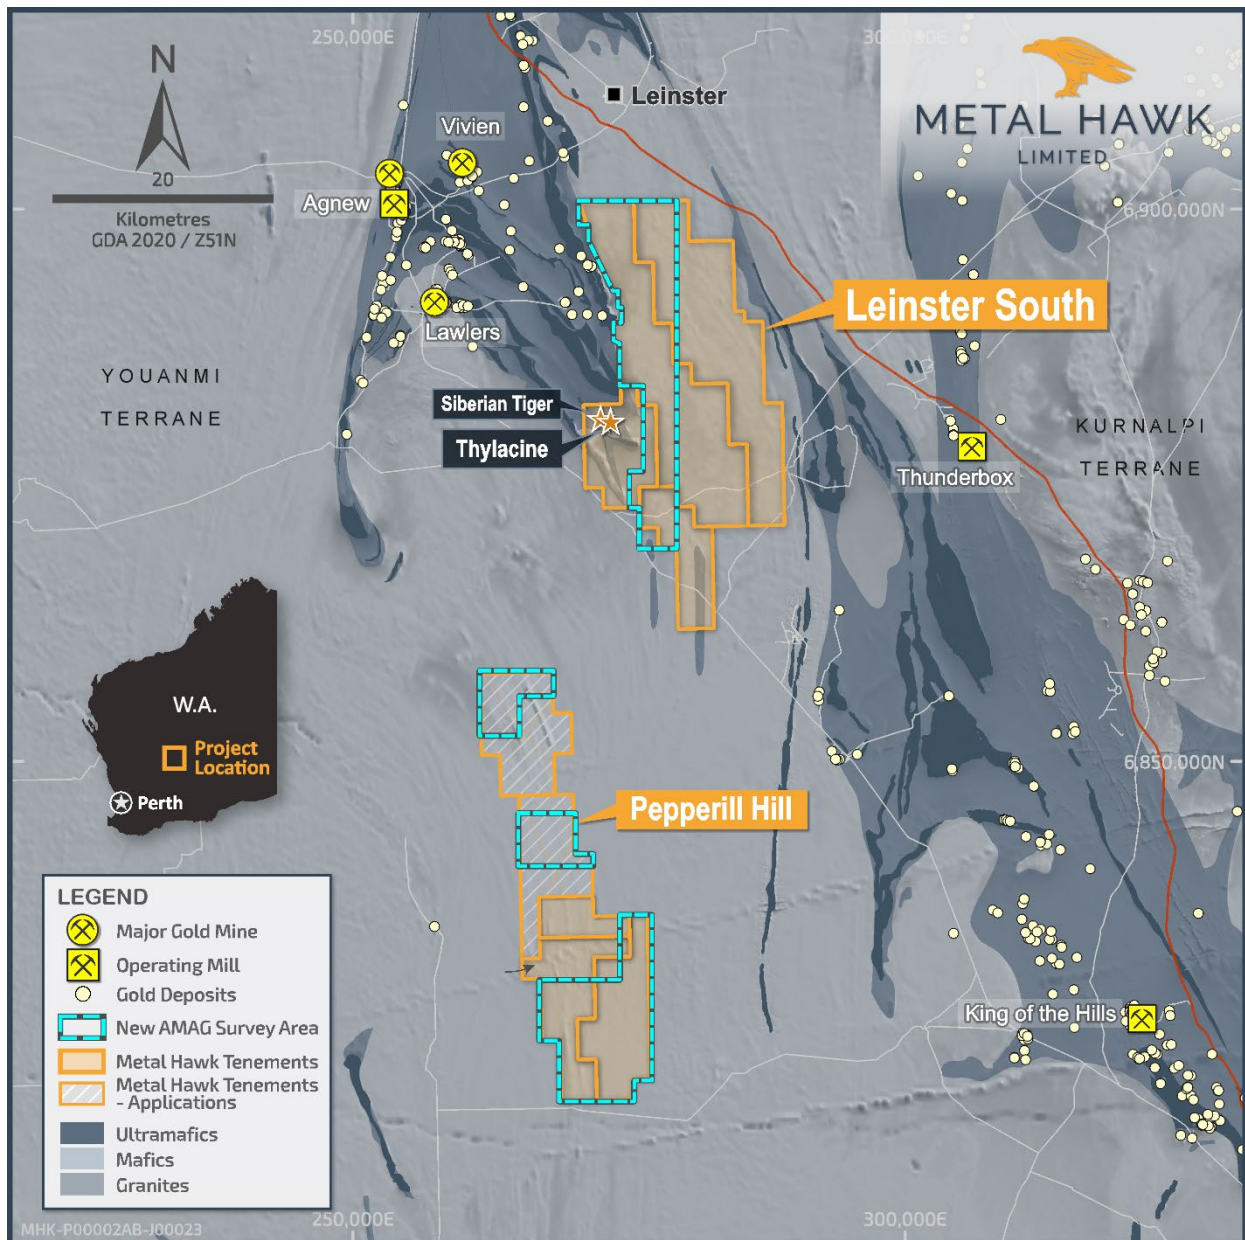 250,000E
300,000E
N
20
Kilometres
GDA 2020 / Z51N
METAL HAWK
LIMITED
Leinster
Vivien
Agnew
Lawlers
6,900,000N
Leinster South
YOUANMI
TERRANE
Siberian Tiger
Thylacine
KURNALPI
TERRANE
Thunderbox
W.A.
Project
Location
Perth
6,850,000N
Pepperill Hill
King of the Hills
LEGEND
Major Gold Mine
Operating Mill
Gold Deposits
New AMAG Survey Area
Metal Hawk Tenements
Metal Hawk Tenements
- Applications
Ultramafics
Mafics
Granites
MHK-P00002AB-J00023
250,000E
300,000E